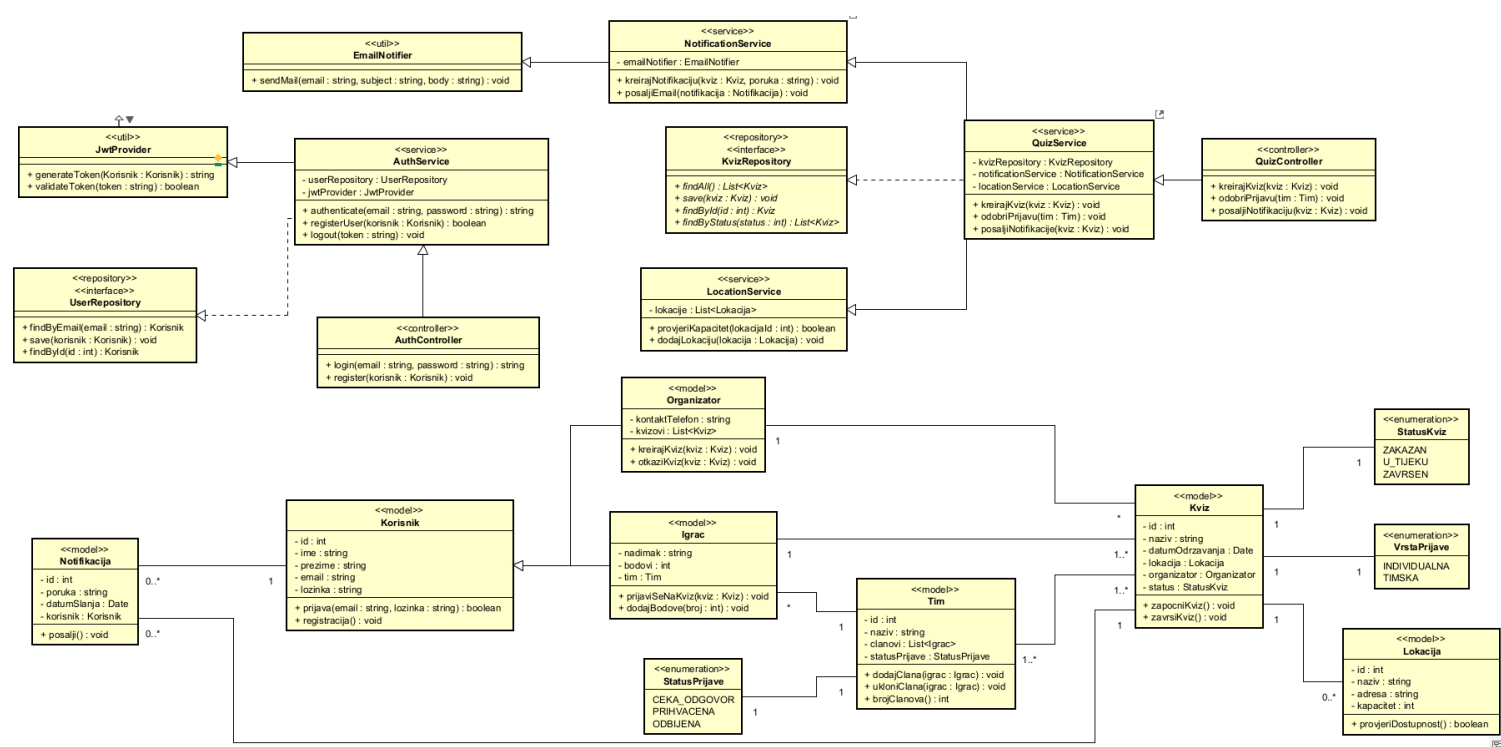 <<util>>
EmailNotifier
+ sendMail(email : string, subject : string, body : string) : void
<<service>>
NotificationService
- emailNotifier : EmailNotifier
+ kreirajNotifikaciju(kviz : Kviz, poruka : string) : void
+ posaljiEmail(notifikacija : Notifikacija) : void
<<util>>
JwtProvider
+ generateToken(Korisnik : Korisnik) : string
+ validateToken(token : string) : boolean
<<service>>
AuthService
- userRepository : UserRepository
- jwtProvider : JwtProvider
+ authenticate(email : string, password : string) : string
+ registerUser(korisnik : Korisnik) : boolean
+ logout(token : string) : void
<<repository>>
<<interface>>
KvizRepository
+ findAll() : List<Kviz>
+ save(kviz : Kviz) : void
+ findById(id : int) : Kviz
+ findByStatus(status : int) : List<Kviz>
<<service>>
QuizService
- kvizRepository : KvizRepository
- notificationService : NotificationService
- locationService : LocationService
+ kreirajKviz(kviz : Kviz) : void
+ odobriPrijavu(tim : Tim) : void
+ posaljiNotifikacije(kviz : Kviz) : void
<<controller>>
QuizController
+ kreirajKviz(kviz : Kviz) : void
+ odobriPrijavu(tim : Tim) : void
+ posaljiNotifikaciju(kviz : Kviz) : void
<<repository>>
<<interface>>
UserRepository
+ findByEmail(email : string) : Korisnik
+ save(korisnik : Korisnik) : void
+ findById(id : int) : Korisnik
<<controller>>
AuthController
+ login(email : string, password : string) : string
+ register(korisnik : Korisnik) : void
<<service>>
LocationService
- lokacije : List<Lokacija>
+ provjeriKapacitet(lokacijaId : int) : boolean
+ dodajLokaciju(lokacija : Lokacija) : void
<<model>>
Organizator
- kontaktTelefon : string
- kvizovi : List<Kviz>
+ kreirajKviz(kviz : Kviz) : void
+ otkaziKviz(kviz : Kviz) : void
1
*
<<enumeration>>
StatusKviz
ZAKAZAN
U_TIJEKU
ZAVRSEN
1
1
<<model>>
Notifikacija
- id : int
- poruka : string
- datumSlanja : Date
- korisnik : Korisnik
+ posalji() : void
0..*
1
0..*
<<model>>
Korisnik
- id : int
- ime : string
- prezime : string
- email : string
- lozinka : string
+ prijava(email : string, lozinka : string) : boolean
+ registracija() : void
<<model>>
Igrac
- nadimak : string
- bodovi : int
- tim : Tim
+ prijaviSeNaKviz(kviz : Kviz) : void
+ dodajBodove(broj : int) : void
1
1..*
*
1
<<model>>
Kviz
- id : int
- naziv : string
- datumOdrzavanja : Date
- lokacija : Lokacija
- organizator : Organizator
- status : StatusKviz
+ zapocniKviz() : void
+ zavrsiKviz() : void
<<enumeration>>
VrstaPrijave
INDIVIDUALNA
TIMSKA
1
1
<<model>>
Tim
- id : int
- naziv : string
- clanovi : List<Igrac>
- statusPrijave : StatusPrijave
+ dodajClana(igrac : Igrac) : void
+ ukloniClana(igrac : Igrac) : void
+ brojClanova() : int
1..*
1..*
1
1
<<enumeration>>
StatusPrijave
CEKA_ODGOVOR
PRIHVACENA
ODBIJENA
1
1
<<model>>
Lokacija
- id : int
- naziv : string
- adresa : string
- kapacitet : int
+ provjeriDostupnost() : boolean
0..*